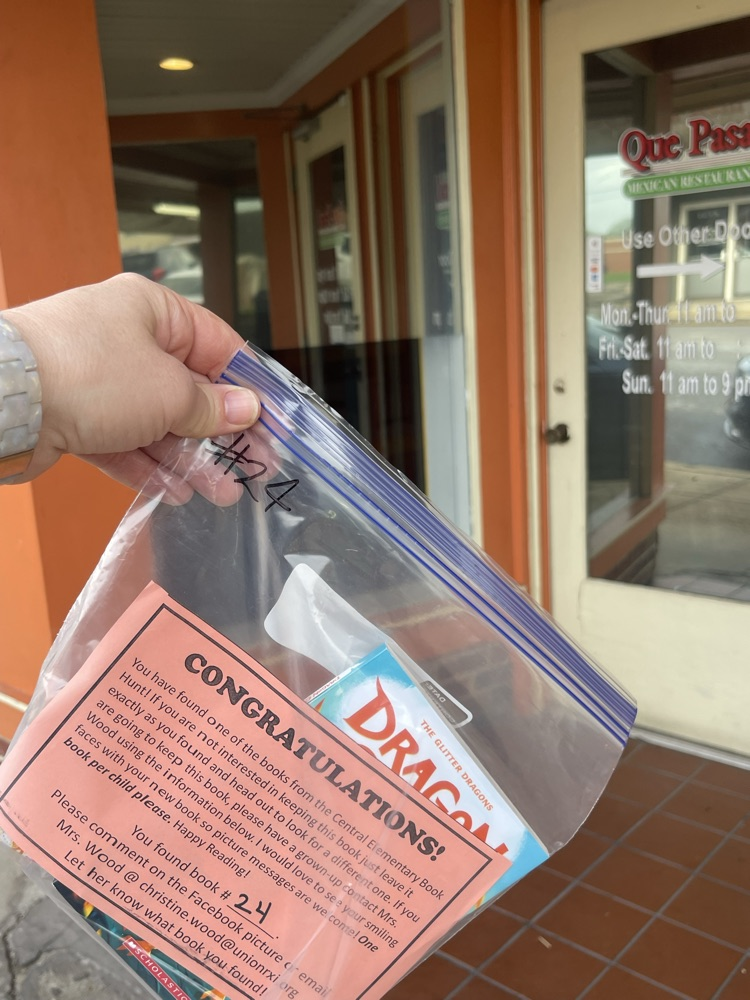 Que Pasa
MEXICAN RESTAURAN
Use Other Doo
Mon.-Thur. 11 am to
Fri.-Sat. 11 am to
Sun. 11 am to 9 pm
#24
THE GLITTER DRAGONS
DRAGON
CONGRATULATIONS!
You have found one of the books from the Central Elementary Book
Hunt! If you are not interested in keeping this book just leave it
exactly as you found and head out to look for a different one. If you
are going to keep this book, please have a grown-up contact Mrs.
Wood using the information below. I would love to see your smiling
faces with your new book so picture messages are welcome! One
book per child please. Happy Reading!
You found book # 24.
Please comment on the Facebook picture or email
Mrs. Wood @ christine.wood@unionrxi.org
Let her know what book you found!
SCHOLASTIC